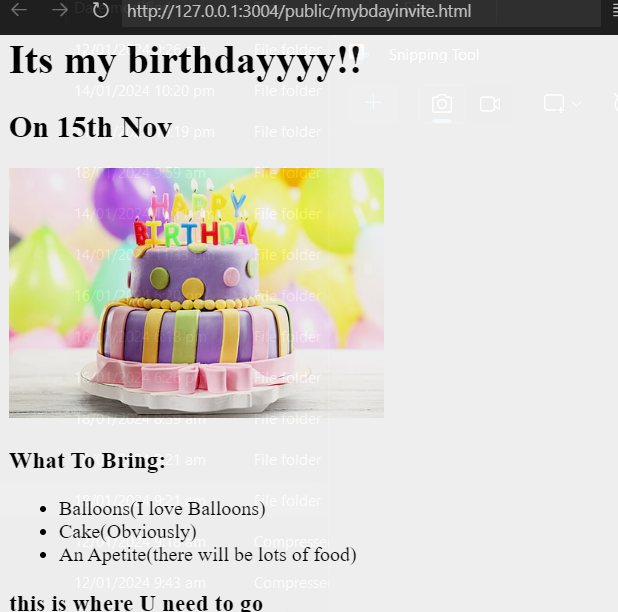 http://127.0.0.1:3004/public/mybdayinvite.html
Its my birthdayyyy!!
Snipping Tool
14/01/2024 10:20 pm File folder
On 15th Nov
File folder
File folder
HAPPY
BIRTHDAY
File folder
File folder
File folder
File folder
File folder
File folder
What To Bring:
File folder
Balloons(I love Balloons)
File folder
Cake(Obviously)
An Apetite(there will be lots of food)
12/01/2024 9:43 am
this is where U need to go